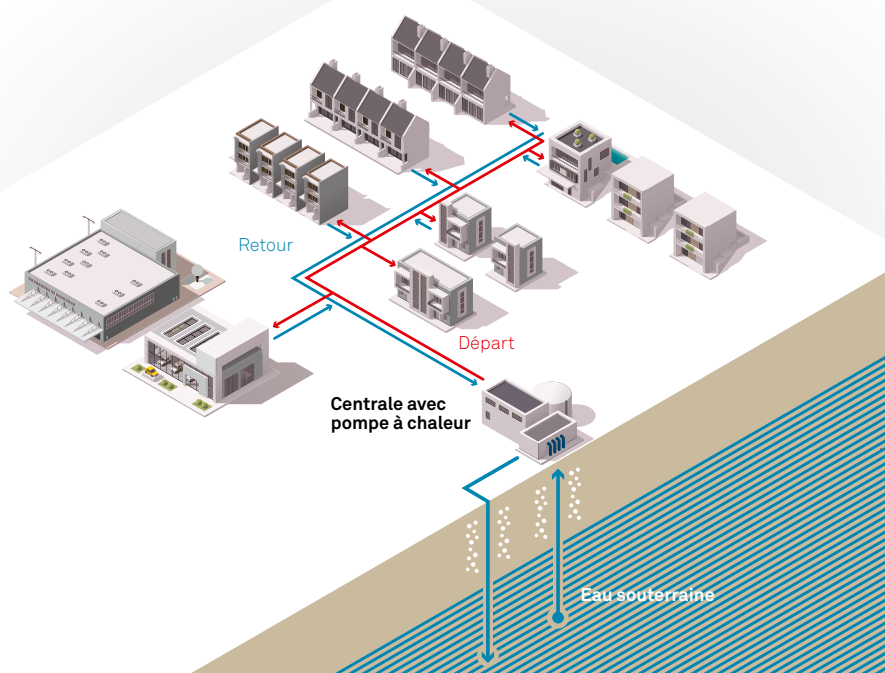 Retour
Départ
Centrale avec
pompe à chaleur
Eau souterraine